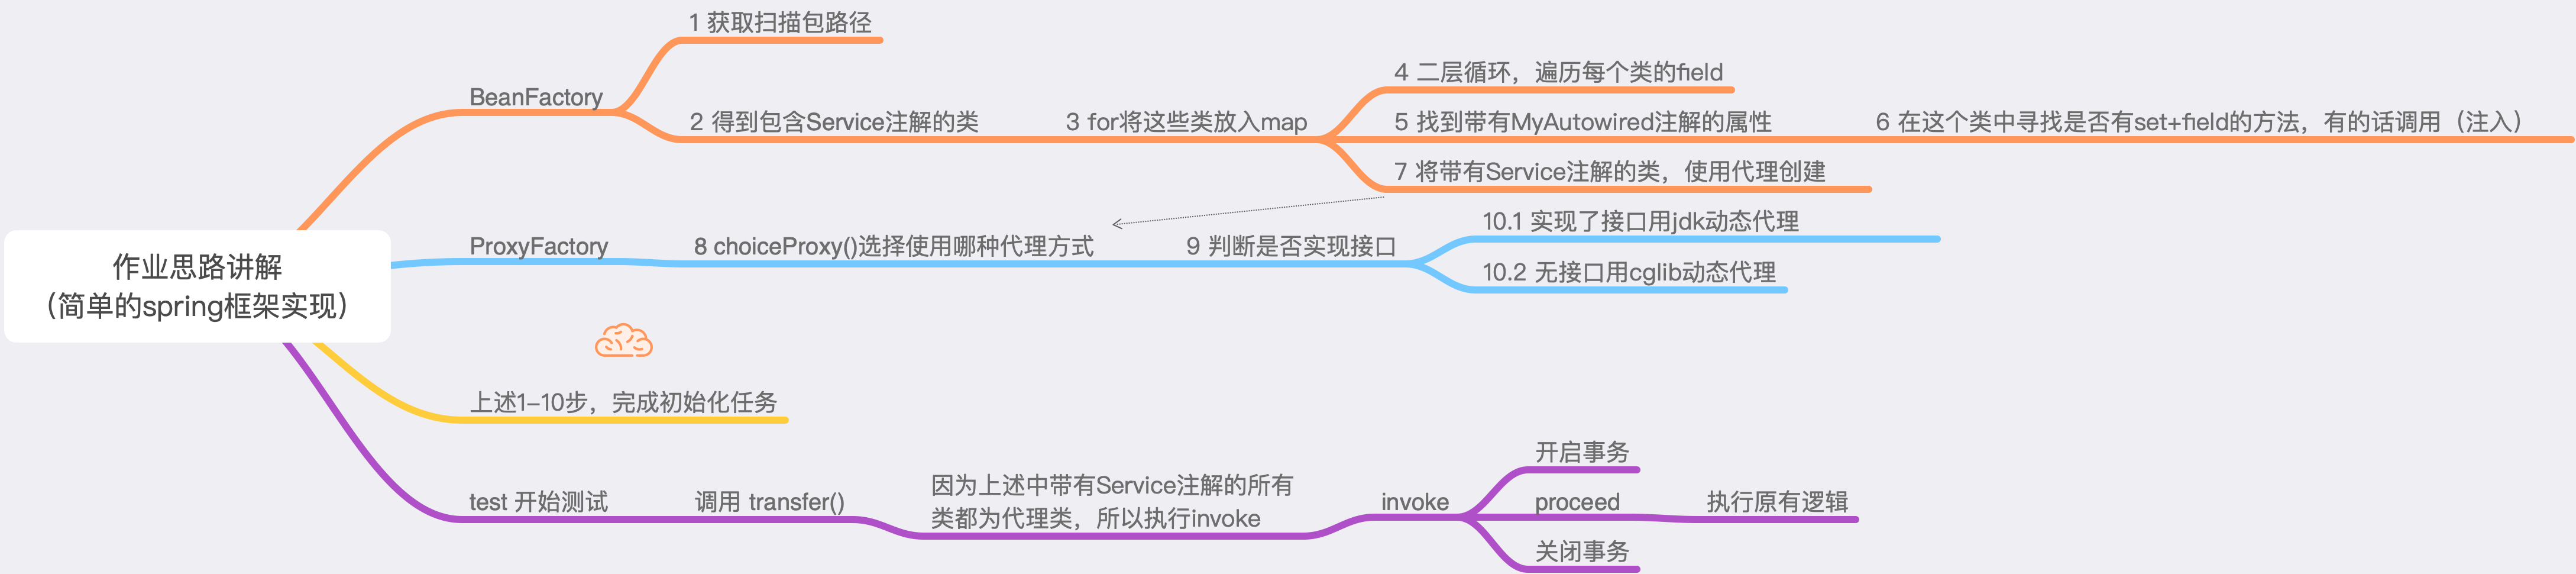 作业思路讲解
（简单的spring框架实现）
BeanFactory
1 获取扫描包路径
2 得到包含Service注解的类
3 for将这些类放入map
4 二层循环，遍历每个类的field
5 找到带有MyAutowired注解的属性
6 在这个类中寻找是否有set+field的方法，有的话调用（注入）
7 将带有Service注解的类，使用代理创建
ProxyFactory
8 choiceProxy()选择使用哪种代理方式
9 判断是否实现接口
10.1 实现了接口用jdk动态代理
10.2 无接口用cglib动态代理
上述1-10步，完成初始化任务
test 开始测试
调用 transfer()
因为上述中带有Service注解的所有
类都为代理类，所以执行invoke
invoke
开启事务
proceed
执行原有逻辑
关闭事务